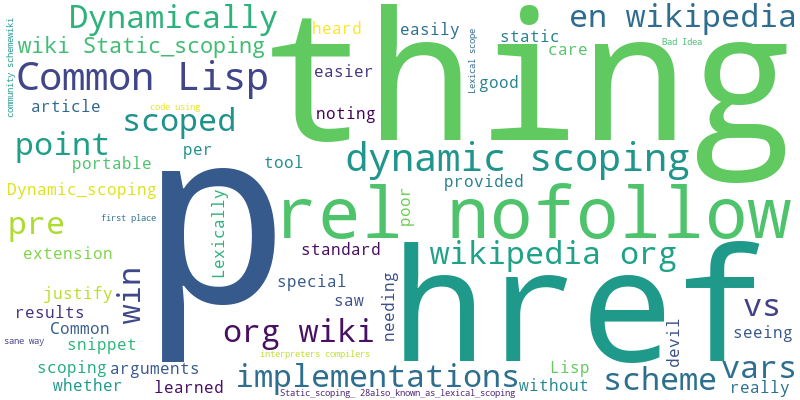 thing
Dynamically
en wikipedia
heard
easily
static
Bad Idea
care
wiki Static_scoping
community schemewiki
Lexical scope
Common Lisp
easier
good
article
code using
noting
scoped
point
per
tool
dynamic scoping
portable
provided
Dynamic_scoping
p
Lexically
rel nofollow
poor
pre
first place
standard
wikipedia org
extension
special
justify
win
saw
needing
href
vs
results
Common
org wiki
devil
seeing
sane way
snippet
interpreters compilers
scoping
arguments
implementations
Lisp
scheme
vars
whether
learned
Static_scoping_ 28also_known_as_lexical_scoping
without
really